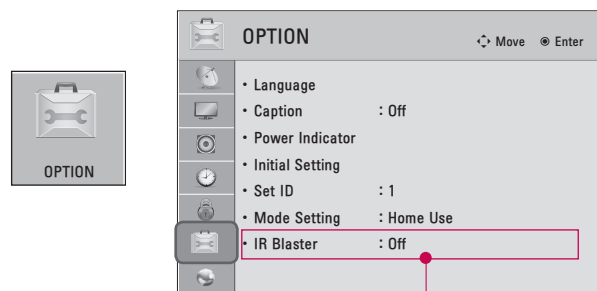 OPTION
OPTION Move Enter
• Language
• Caption : Off
• Power Indicator
• Initial Setting
• Set ID : 1
• Mode Setting : Home Use
• IR Blaster : Off